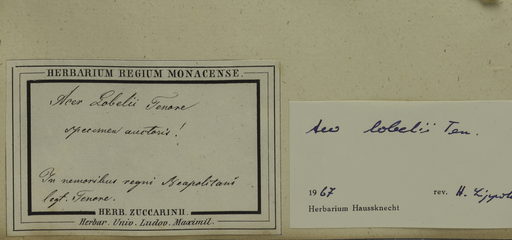 HERBARIUM REGIUM MONACENSE.
Acer Lobelii Tenore
specimen auctoris!
In nemoribus regni Neapolitani
legt. Tenore.
HERB. ZUCCARINII.
Herbar. Univ. Ludov. Maximil.
Acer lobelii Ten.
1967 rev. H.
Herbarium Haussknecht